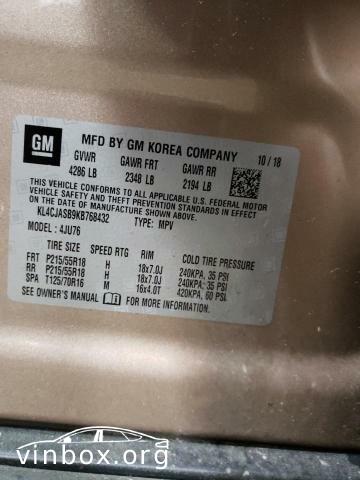 GM
MFD BY GM KOREA COMPANY
10/18
GVWR GAWR FRT GAWR RR
4286 LB 2348 LB 2194 LB
THIS VEHICLE CONFORMS TO ALL APPLICABLE U.S. FEDERAL MOTOR
VEHICLE SAFETY AND THEFT PREVENTION STANDARDS IN EFFECT ON
THE DATE OF MANUFACTURE SHOWN ABOVE.
KL4CJASB9KB768432 TYPE: MPV
MODEL: 4JU76
TIRE SIZE SPEED RTG RIM COLD TIRE PRESSURE
FRT P215/55R18 H 18x7.0J 240KPA, 35 PSI
RR P215/55R18 H 18x7.0J 240KPA, 35 PSI
SPA T125/70R16 M 16x4.0T 420KPA, 60 PSI
SEE OWNER'S MANUAL FOR MORE INFORMATION.
vinbox.org